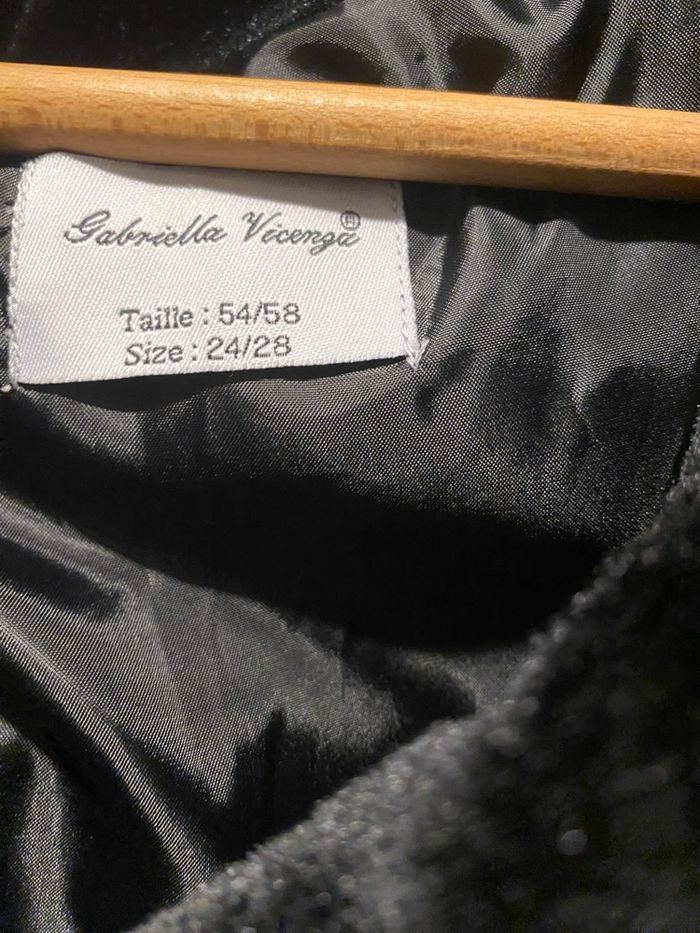 Gabriella Vicenza®
Taille : 54/58
Size : 24/28